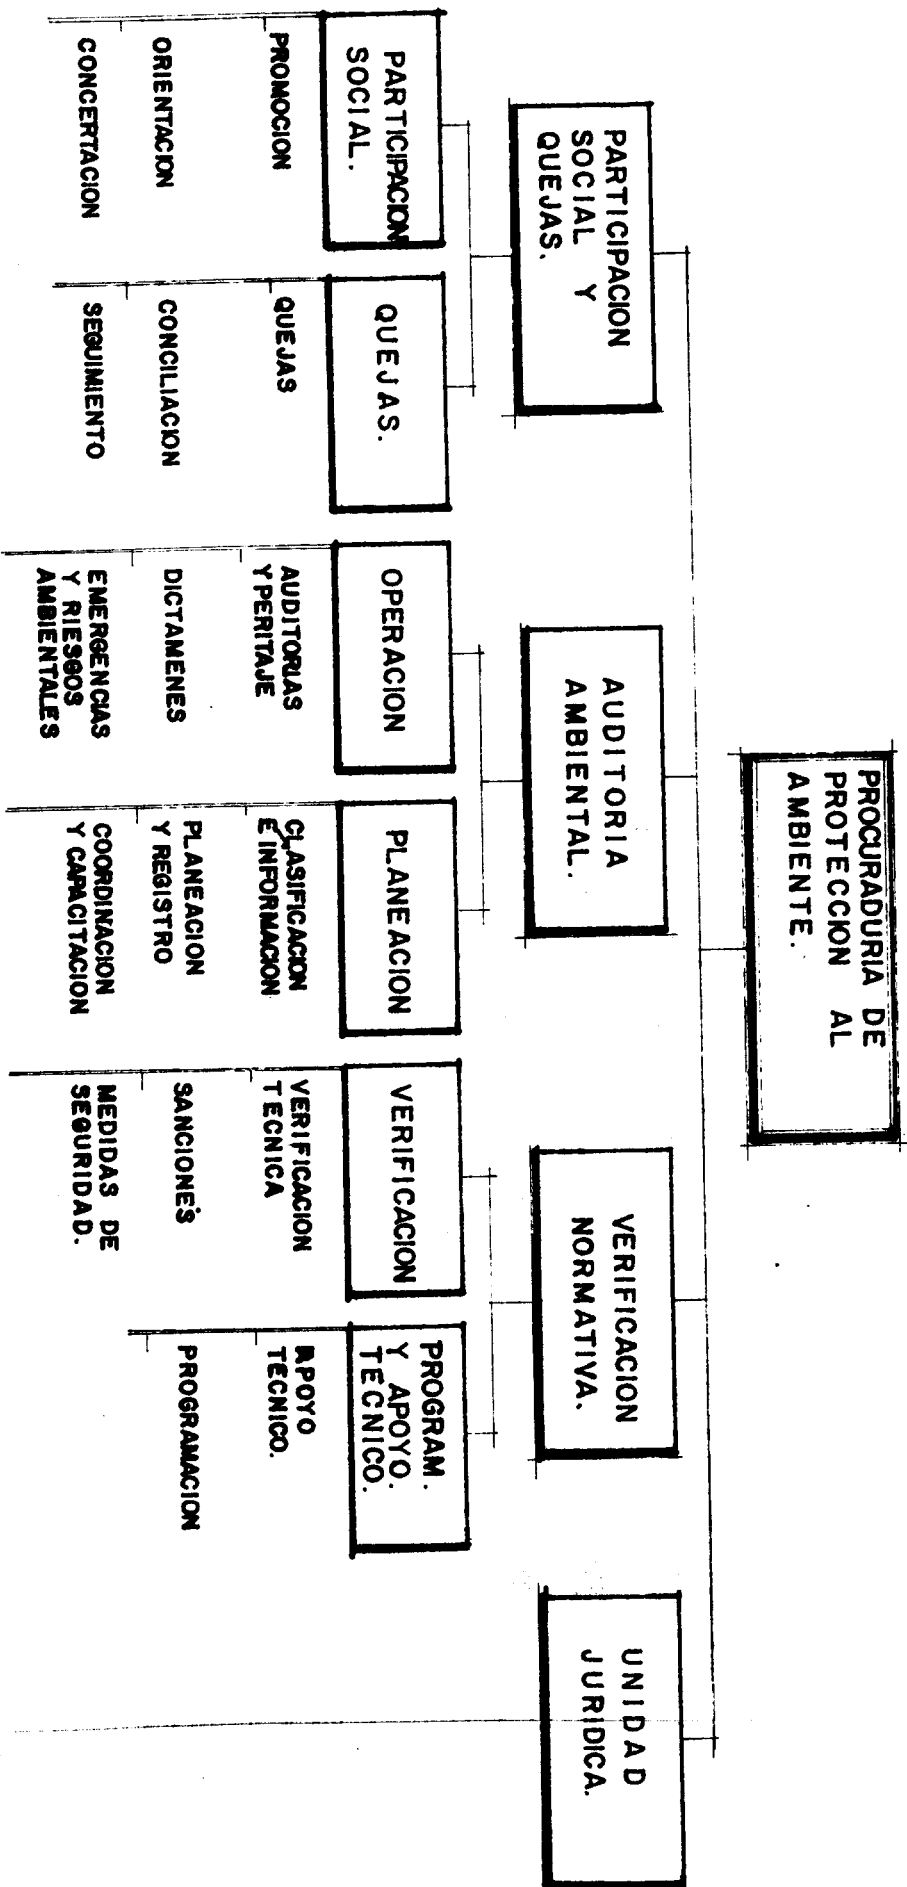 PROCURADURIA DE
PROTECCION AL
AMBIENTE.
PARTICIPACION
SOCIAL Y
QUEJAS.
AUDITORIA
AMBIENTAL.
VERIFICACION
NORMATIVA.
UNIDAD
JURIDICA.
PARTICIPACION
SOCIAL.
QUEJAS.
OPERACION
PLANEACION
VERIFICACION
PROGRAM.
Y APOYO.
TECNICO.
PROMOCION
ORIENTACION
CONCERTACION
QUEJAS
CONCILIACION
SEGUIMIENTO
AUDITORIAS
Y PERITAJE
DICTAMENES
EMERGENCIAS
Y RIESGOS
AMBIENTALES
CLASIFICACION
E INFORMACION
PLANEACION
Y REGISTRO
COORDINACION
Y CAPACITACION
VERIFICACION
TECNICA
SANCIONES
MEDIDAS DE
SEGURIDAD.
APOYO
TECNICO.
PROGRAMACION